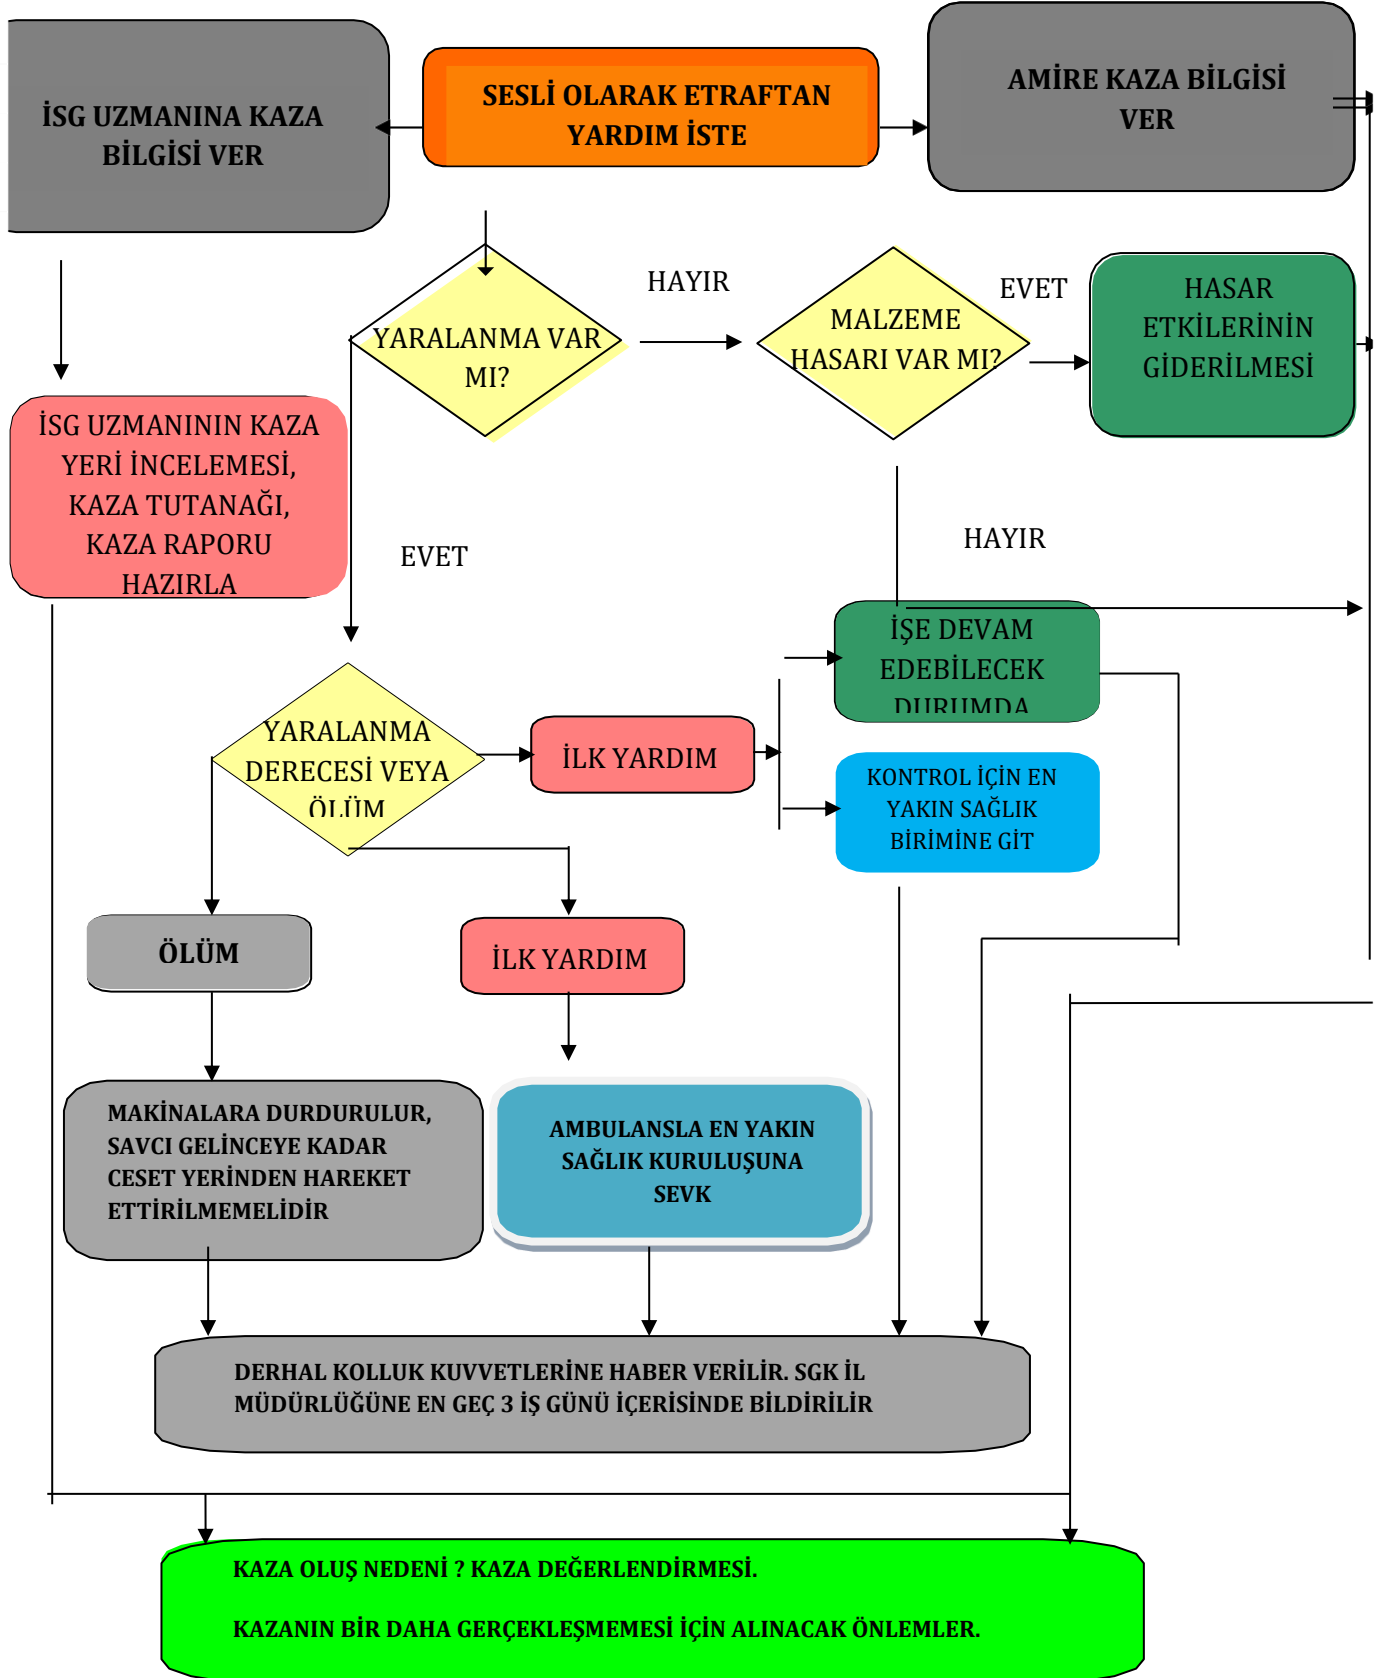 İSG UZMANINA KAZA
BİLGİSİ VER
SESLİ OLARAK ETRAFTAN
YARDIM İSTE
AMİRE KAZA BİLGİSİ
VER
YARALANMA VAR
MI?
HAYIR
MALZEME
HASARI VAR MI?
EVET
HASAR
ETKİLERİNİN
GİDERİLMESİ
İSG UZMANININ KAZA
YERİ İNCELEMESİ,
KAZA TUTANAĞI,
KAZA RAPORU
HAZIRLA
EVET
HAYIR
YARALANMA
DERECESİ VEYA
ÖLÜM
İLK YARDIM
İŞE DEVAM
EDEBİLECEK
DURUMDA
KONTROL İÇİN EN
YAKIN SAĞLIK
BİRİMİNE GİT
ÖLÜM
İLK YARDIM
MAKİNALARA DURDURULUR,
SAVCI GELİNCEYE KADAR
CESET YERİNDEN HAREKET
ETTİRİLMEMELİDİR
AMBULANSLA EN YAKIN
SAĞLIK KURULUŞUNA
SEVK
DERHAL KOLLUK KUVVETLERİNE HABER VERİLİR. SGK İL
MÜDÜRLÜĞÜNE EN GEÇ 3 İŞ GÜNÜ İÇERİSİNDE BİLDİRİLİR
KAZA OLUŞ NEDENİ ? KAZA DEĞERLENDİRMESİ.
KAZANIN BİR DAHA GERÇEKLEŞMEMESİ İÇİN ALINACAK ÖNLEMLER.